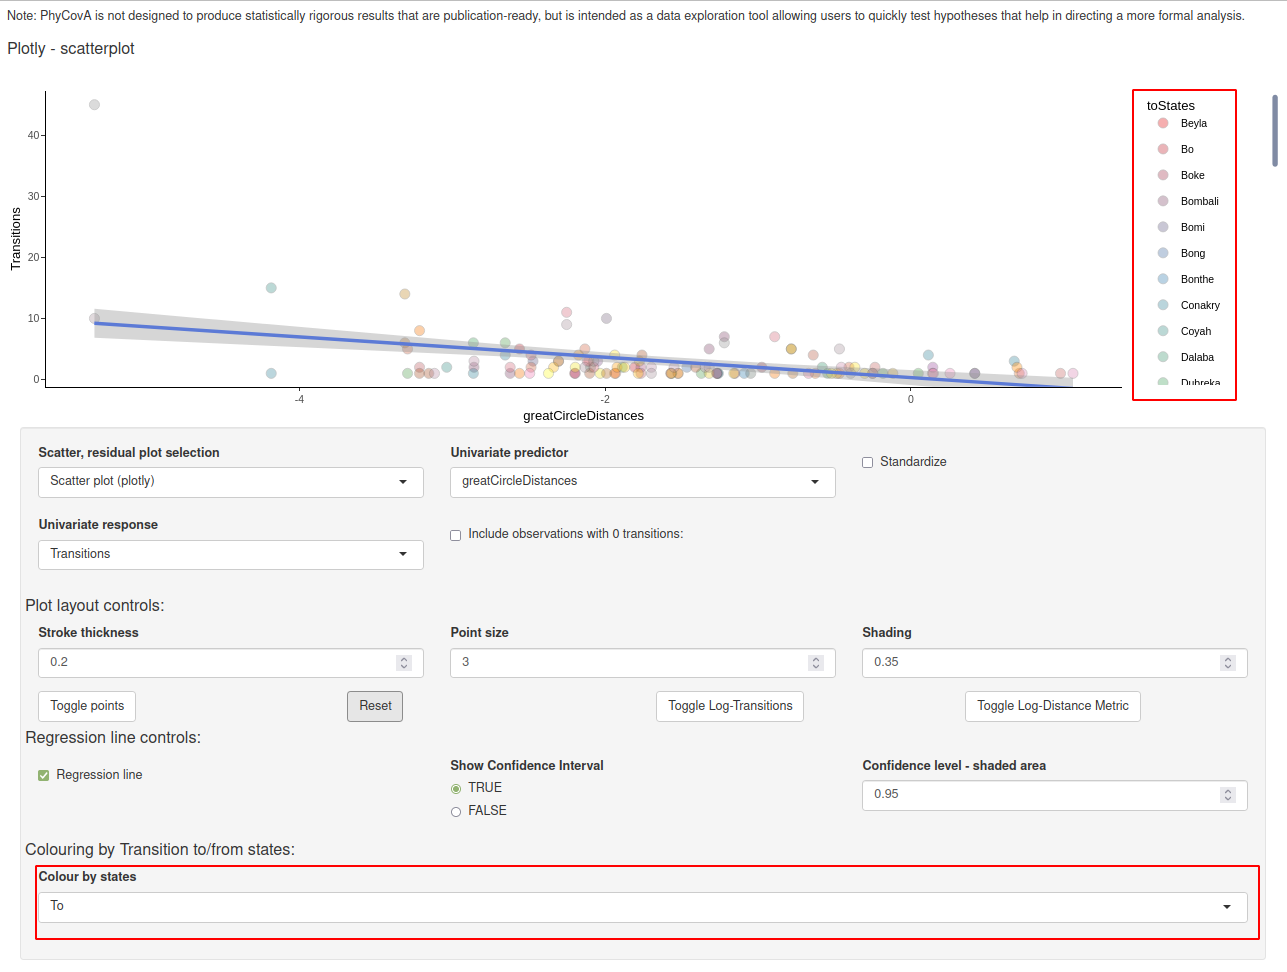 Note: PhyCovA is not designed to produce statistically rigorous results that are publication-ready, but is intended as a data exploration tool allowing users to quickly test hypotheses that help in directing a more formal analysis.
Plotly - scatterplot
toStates
Beyla
Bo
Boke
Bombali
Bomi
Bong
Bonthe
Conakry
Coyah
Dalaba
Dubreka
Transitions
40
30
20
10
0
-4
-2
0
greatCircleDistances
Scatter, residual plot selection
Scatter plot (plotly)
Univariate predictor
greatCircleDistances
Standardize
Univariate response
Transitions
Include observations with 0 transitions:
Plot layout controls:
Stroke thickness
0.2
Point size
3
Shading
0.35
Toggle points
Reset
Toggle Log-Transitions
Toggle Log-Distance Metric
Regression line controls:
Regression line
Show Confidence Interval
TRUE
FALSE
Confidence level - shaded area
0.95
Colouring by Transition to/from states:
Colour by states
To